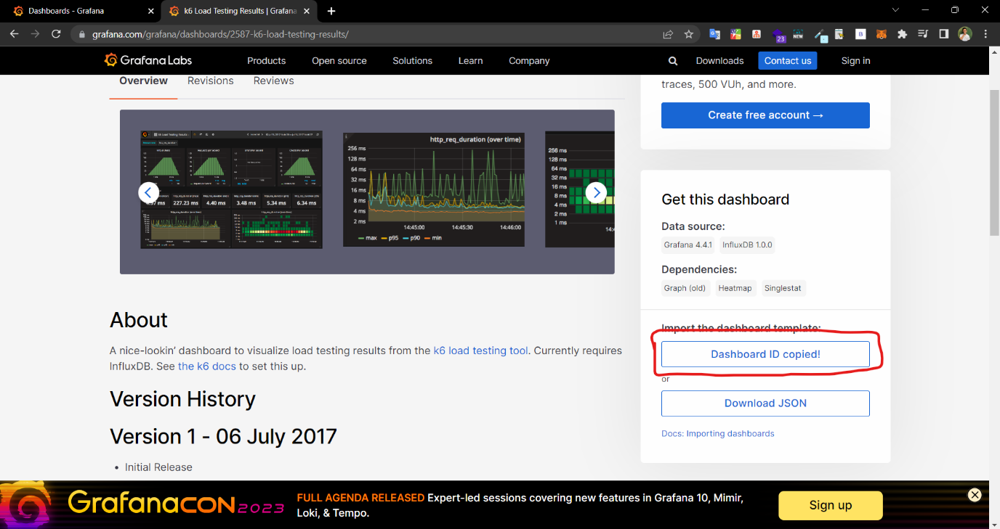 Dashboards - Grafana
k6 Load Testing Results | Grafana
grafana.com/grafana/dashboards/2587-k6-load-testing-results/
23
NEW
B
Grafana Labs
Products
Open source
Solutions
Learn
Company
Downloads
Contact us
Sign in
Overview
Revisions
Reviews
traces, 500 VUh, and more.
Create free account →
k6 Load Testing Results
227.23 ms
4.40 ms
3.48 ms
5.34 ms
6.34 ms
http_req_duration (over time)
256 ms
128 ms
64 ms
32 ms
16 ms
8 ms
4 ms
2 ms
14:45:00
14:45:30
14:46:00
max
p95
p90
min
256 ms
128 ms
64 ms
32 ms
16 ms
8 ms
4 ms
2 ms
1 ms
Get this dashboard
Data source:
Grafana 4.4.1
InfluxDB 1.0.0
Dependencies:
Graph (old)
Heatmap
Singlestat
Import the dashboard template:
Dashboard ID copied!
or
Download JSON
Docs: Importing dashboards
About
A nice-lookin’ dashboard to visualize load testing results from the k6 load testing tool. Currently requires
InfluxDB. See the k6 docs to set this up.
Version History
Version 1 - 06 July 2017
• Initial Release
GrafanaCON 2023
FULL AGENDA RELEASED Expert-led sessions covering new features in Grafana 10, Mimir,
Loki, & Tempo.
Sign up